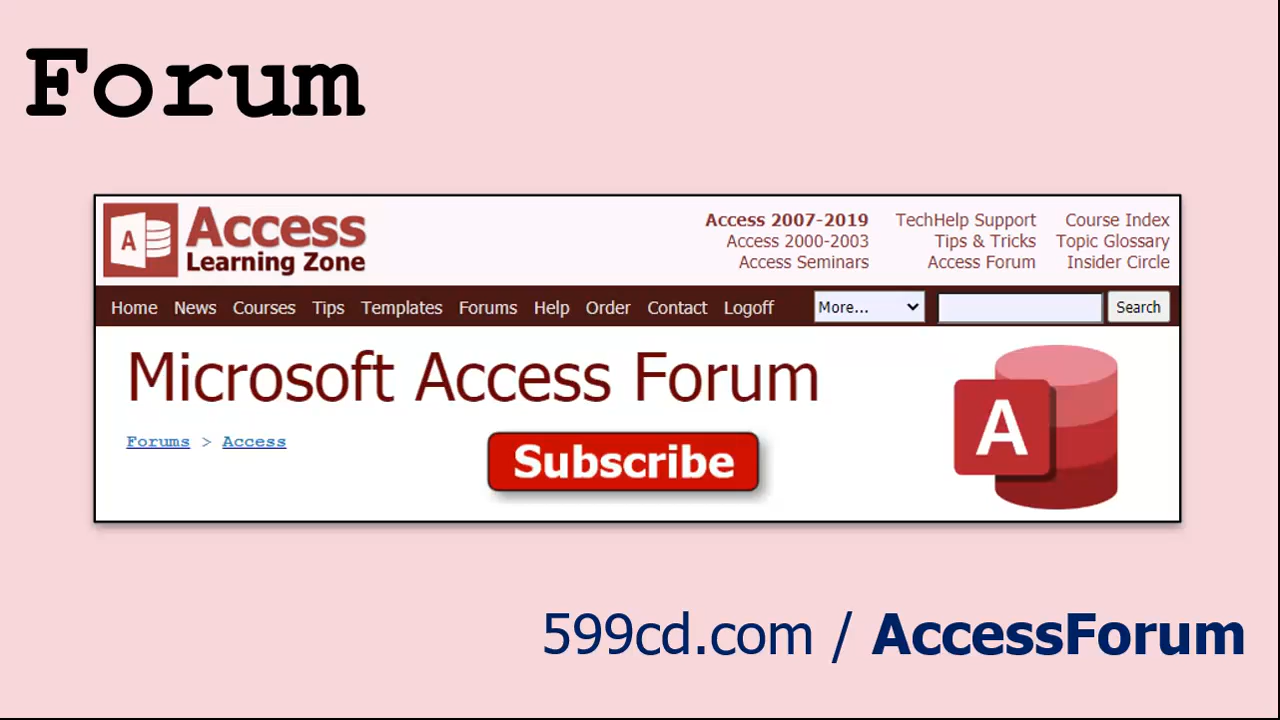 Forum
A Access
Learning Zone
Access 2007-2019 TechHelp Support Course Index
Access 2000-2003 Tips & Tricks Topic Glossary
Access Seminars Access Forum Insider Circle
Home News Courses Tips Templates Forums Help Order Contact Logoff More... Search
Microsoft Access Forum
A
Forums > Access
Subscribe
599cd.com / AccessForum